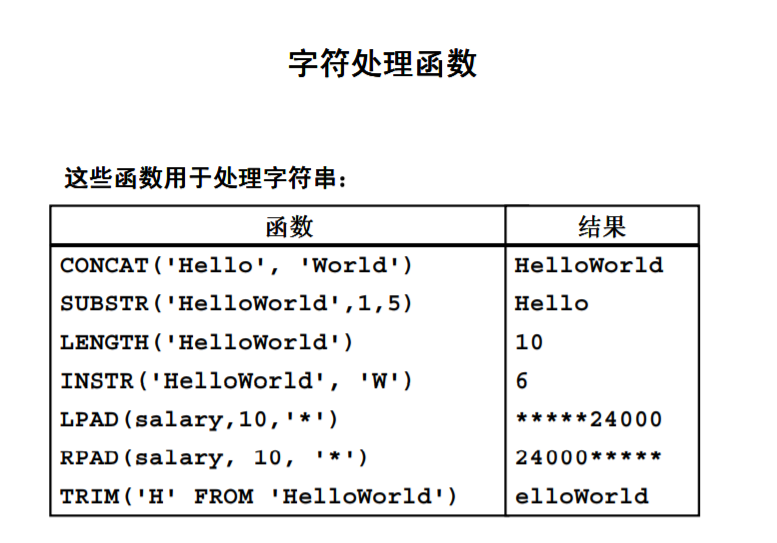 字符处理函数
这些函数用于处理字符串:
函数 结果
CONCAT('Hello', 'World') HelloWorld
SUBSTR('HelloWorld',1,5) Hello
LENGTH('HelloWorld') 10
INSTR('HelloWorld', 'W') 6
LPAD(salary,10,'*') *****24000
RPAD(salary, 10, '*') 24000*****
TRIM('H' FROM 'HelloWorld') elloWorld